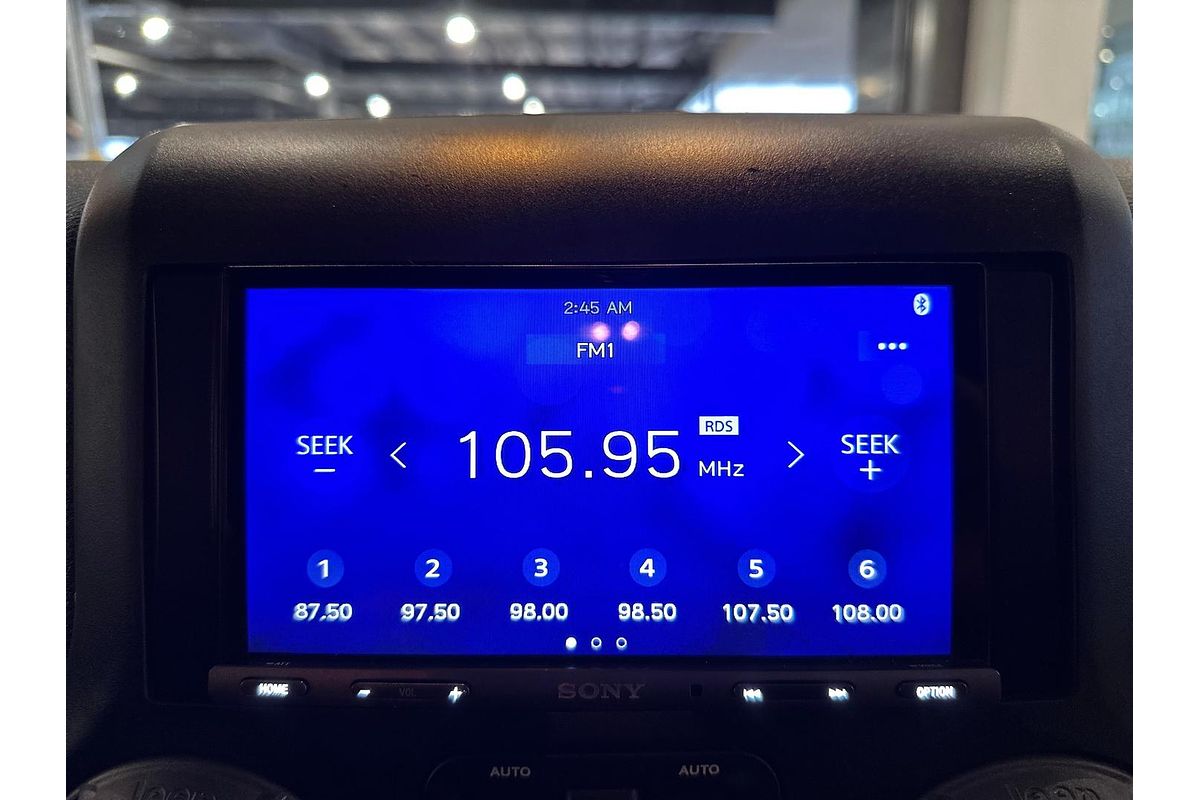 2:45 AM
FM1
SEEK
−
<
105.95
RDS
MHz
>
SEEK
+
1 2 3 4 5 6
87.50 97.50 98.00 98.50 107.50 108.00
HOME - VOL + SONY OPTION
AUTO AUTO
Jeep